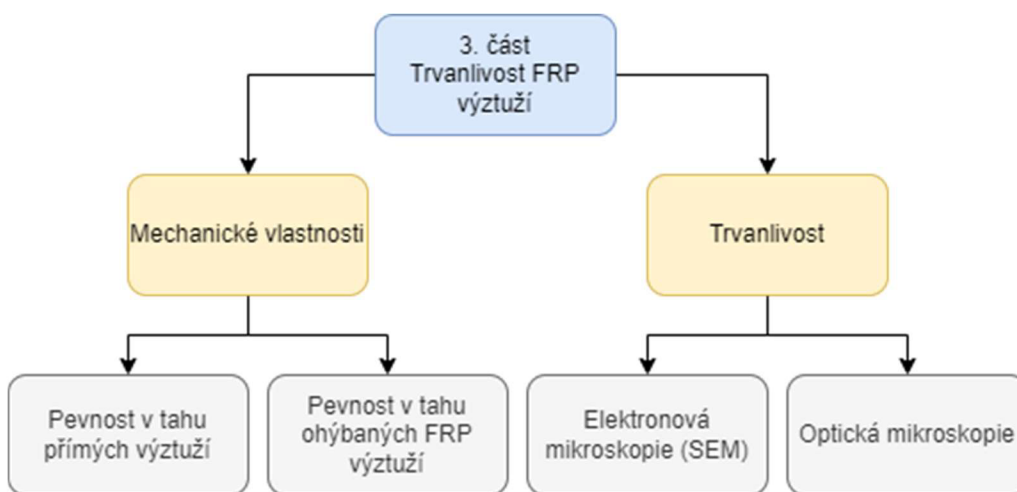 3. část
Trvanlivost FRP
výztuží
Mechanické vlastnosti
Trvanlivost
Pevnost v tahu
přímých výztuží
Pevnost v tahu
ohýbaných FRP
výztuží
Elektronová
mikroskopie (SEM)
Optická mikroskopie